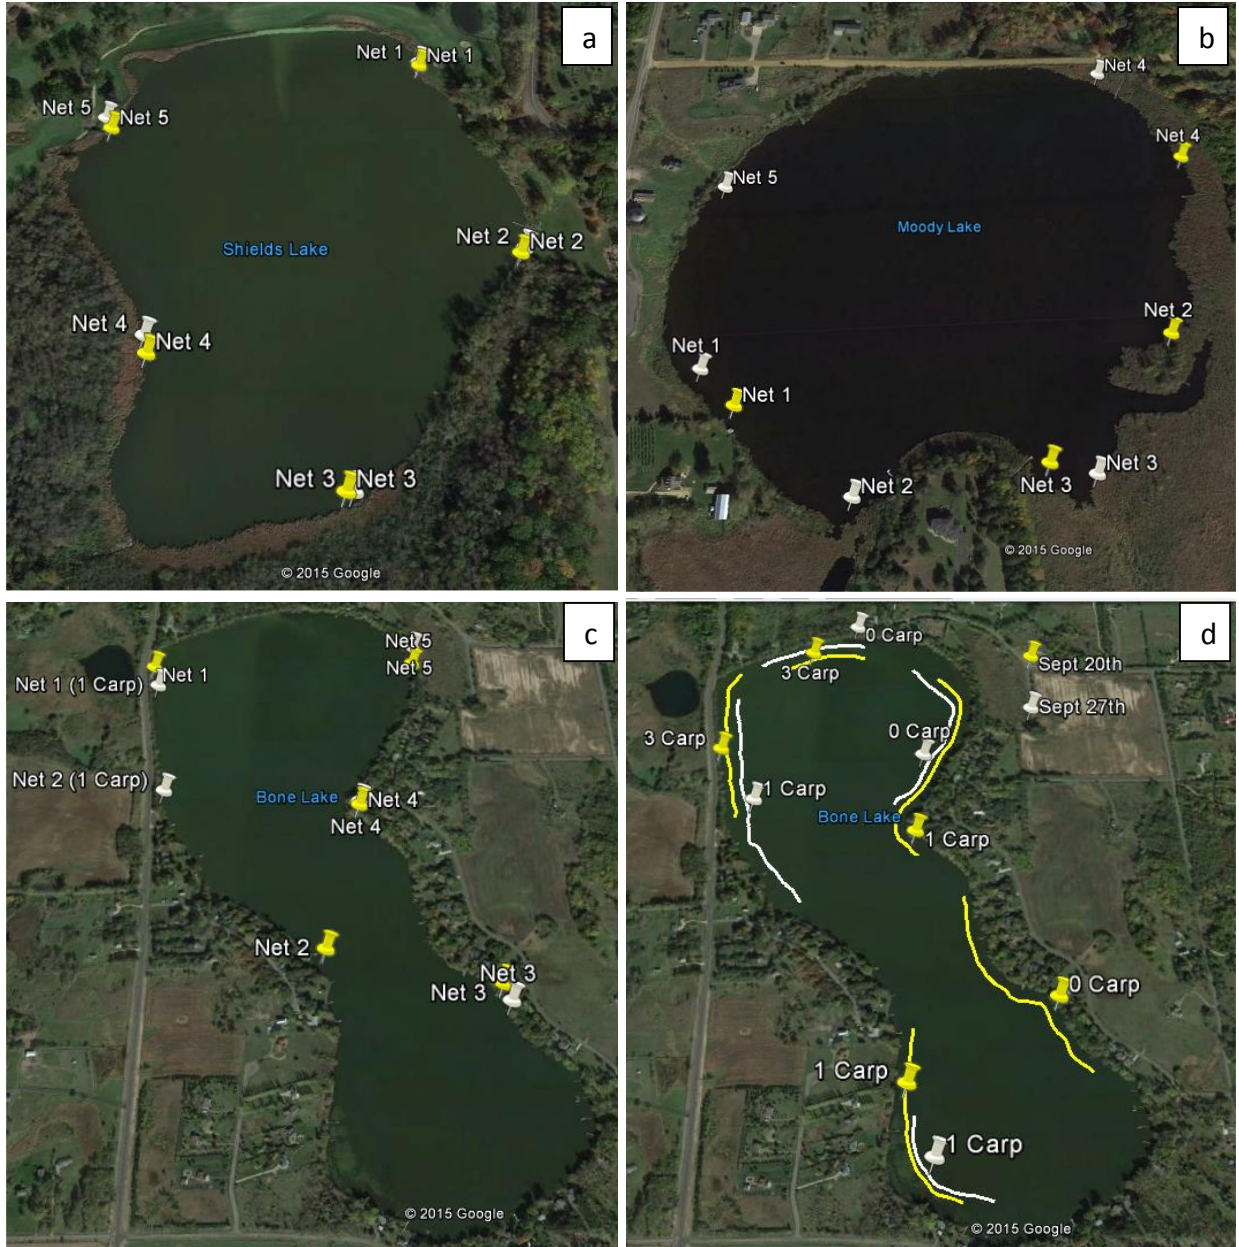 a
Net 1 Net 1
Net 5 Net 5
Net 2 Net 2
Shields Lake
Net 4 Net 4
Net 3 Net 3
© 2015 Google
b
Net 4
Net 4
Net 5
Moody Lake
Net 2
Net 1
Net 1
Net 3
Net 2
Net 3
© 2015 Google
c
Net 5
Net 5
Net 1
Net 1 (1 Carp)
Net 2 (1 Carp)
Bone Lake
Net 4
Net 4
Net 2
Net 3
Net 3
© 2015 Google
d
0 Carp
3 Carp
Sept 20th
Sept 27th
3 Carp
0 Carp
1 Carp
Bone Lake
1 Carp
0 Carp
1 Carp
1 Carp
© 2015 Google